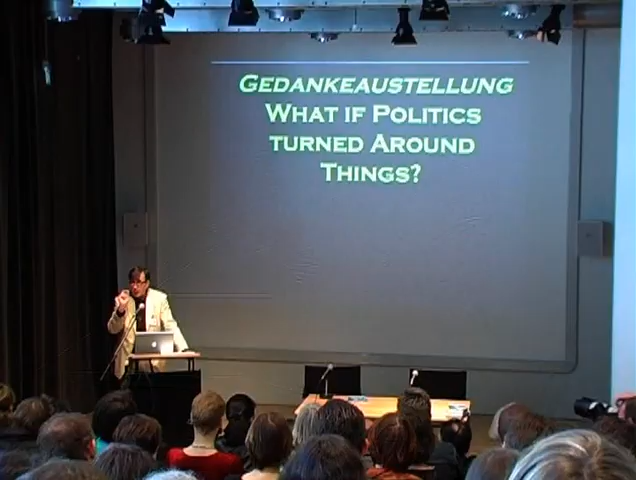 GEDANKEAUSTELLUNG
WHAT IF POLITICS
TURNED AROUND
THINGS?